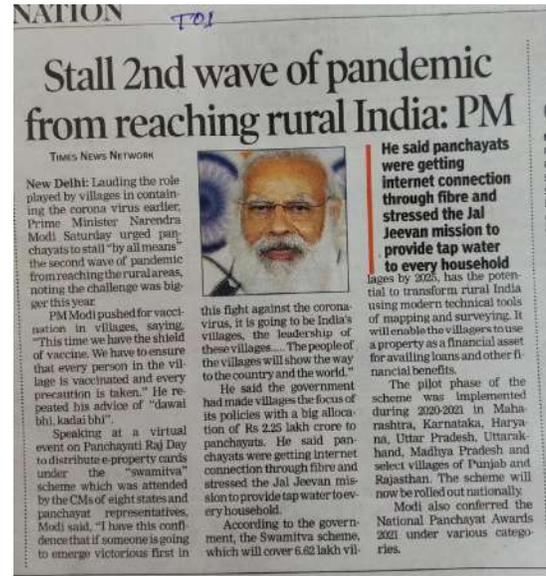 NATION
TOI
Stall 2nd wave of pandemic
from reaching rural India: PM
TIMES NEWS NETWORK
New Delhi: Lauding the role
played by villages in contain-
ing the corona virus earlier,
Prime Minister Narendra
Modi Saturday urged pan-
chayats to stall "by all means"
the second wave of pandemic
from reaching the rural areas,
noting the challenge was big-
ger this year.
PM Modi pushed for vacci-
nation in villages, saying,
"This time we have the shield
of vaccine. We have to ensure
that every person in the vil-
lage is vaccinated and every
precaution is taken." He re-
peated his advice of "dawai
bhi, kadai bhi".
Speaking at a virtual
event on Panchayati Raj Day
to distribute e-property cards
under the "swamitva"
scheme which was attended
by the CMs of eight states and
panchayat representatives,
Modi said, "I have this confi-
dence that if someone is going
to emerge victorious first in
this fight against the corona-
virus, it is going to be India's
villages, the leadership of
these villages..... The people of
the villages will show the way
to the country and the world."
He said the government
had made villages the focus of
its policies with a big alloca-
tion of Rs 2.25 lakh crore to
panchayats. He said pan-
chayats were getting internet
connection through fibre and
stressed the Jal Jeevan mis-
sion to provide tap water to ev-
ery household.
According to the govern-
ment, the Swamitva scheme,
which will cover 6.62 lakh vil-
He said panchayats
were getting
internet connection
through fibre and
stressed the Jal
Jeevan mission to
provide tap water
to every household
lages by 2025, has the poten-
tial to transform rural India
using modern technical tools
of mapping and surveying. It
will enable the villagers to use
a property as a financial asset
for availing loans and other fi-
nancial benefits.
The pilot phase of the
scheme was implemented
during 2020-2021 in Maha-
rashtra, Karnataka, Harya-
na, Uttar Pradesh, Uttarak-
hand, Madhya Pradesh and
select villages of Punjab and
Rajasthan. The scheme will
now be rolled out nationally.
Modi also conferred the
National Panchayat Awards
2021 under various catego-
ries.